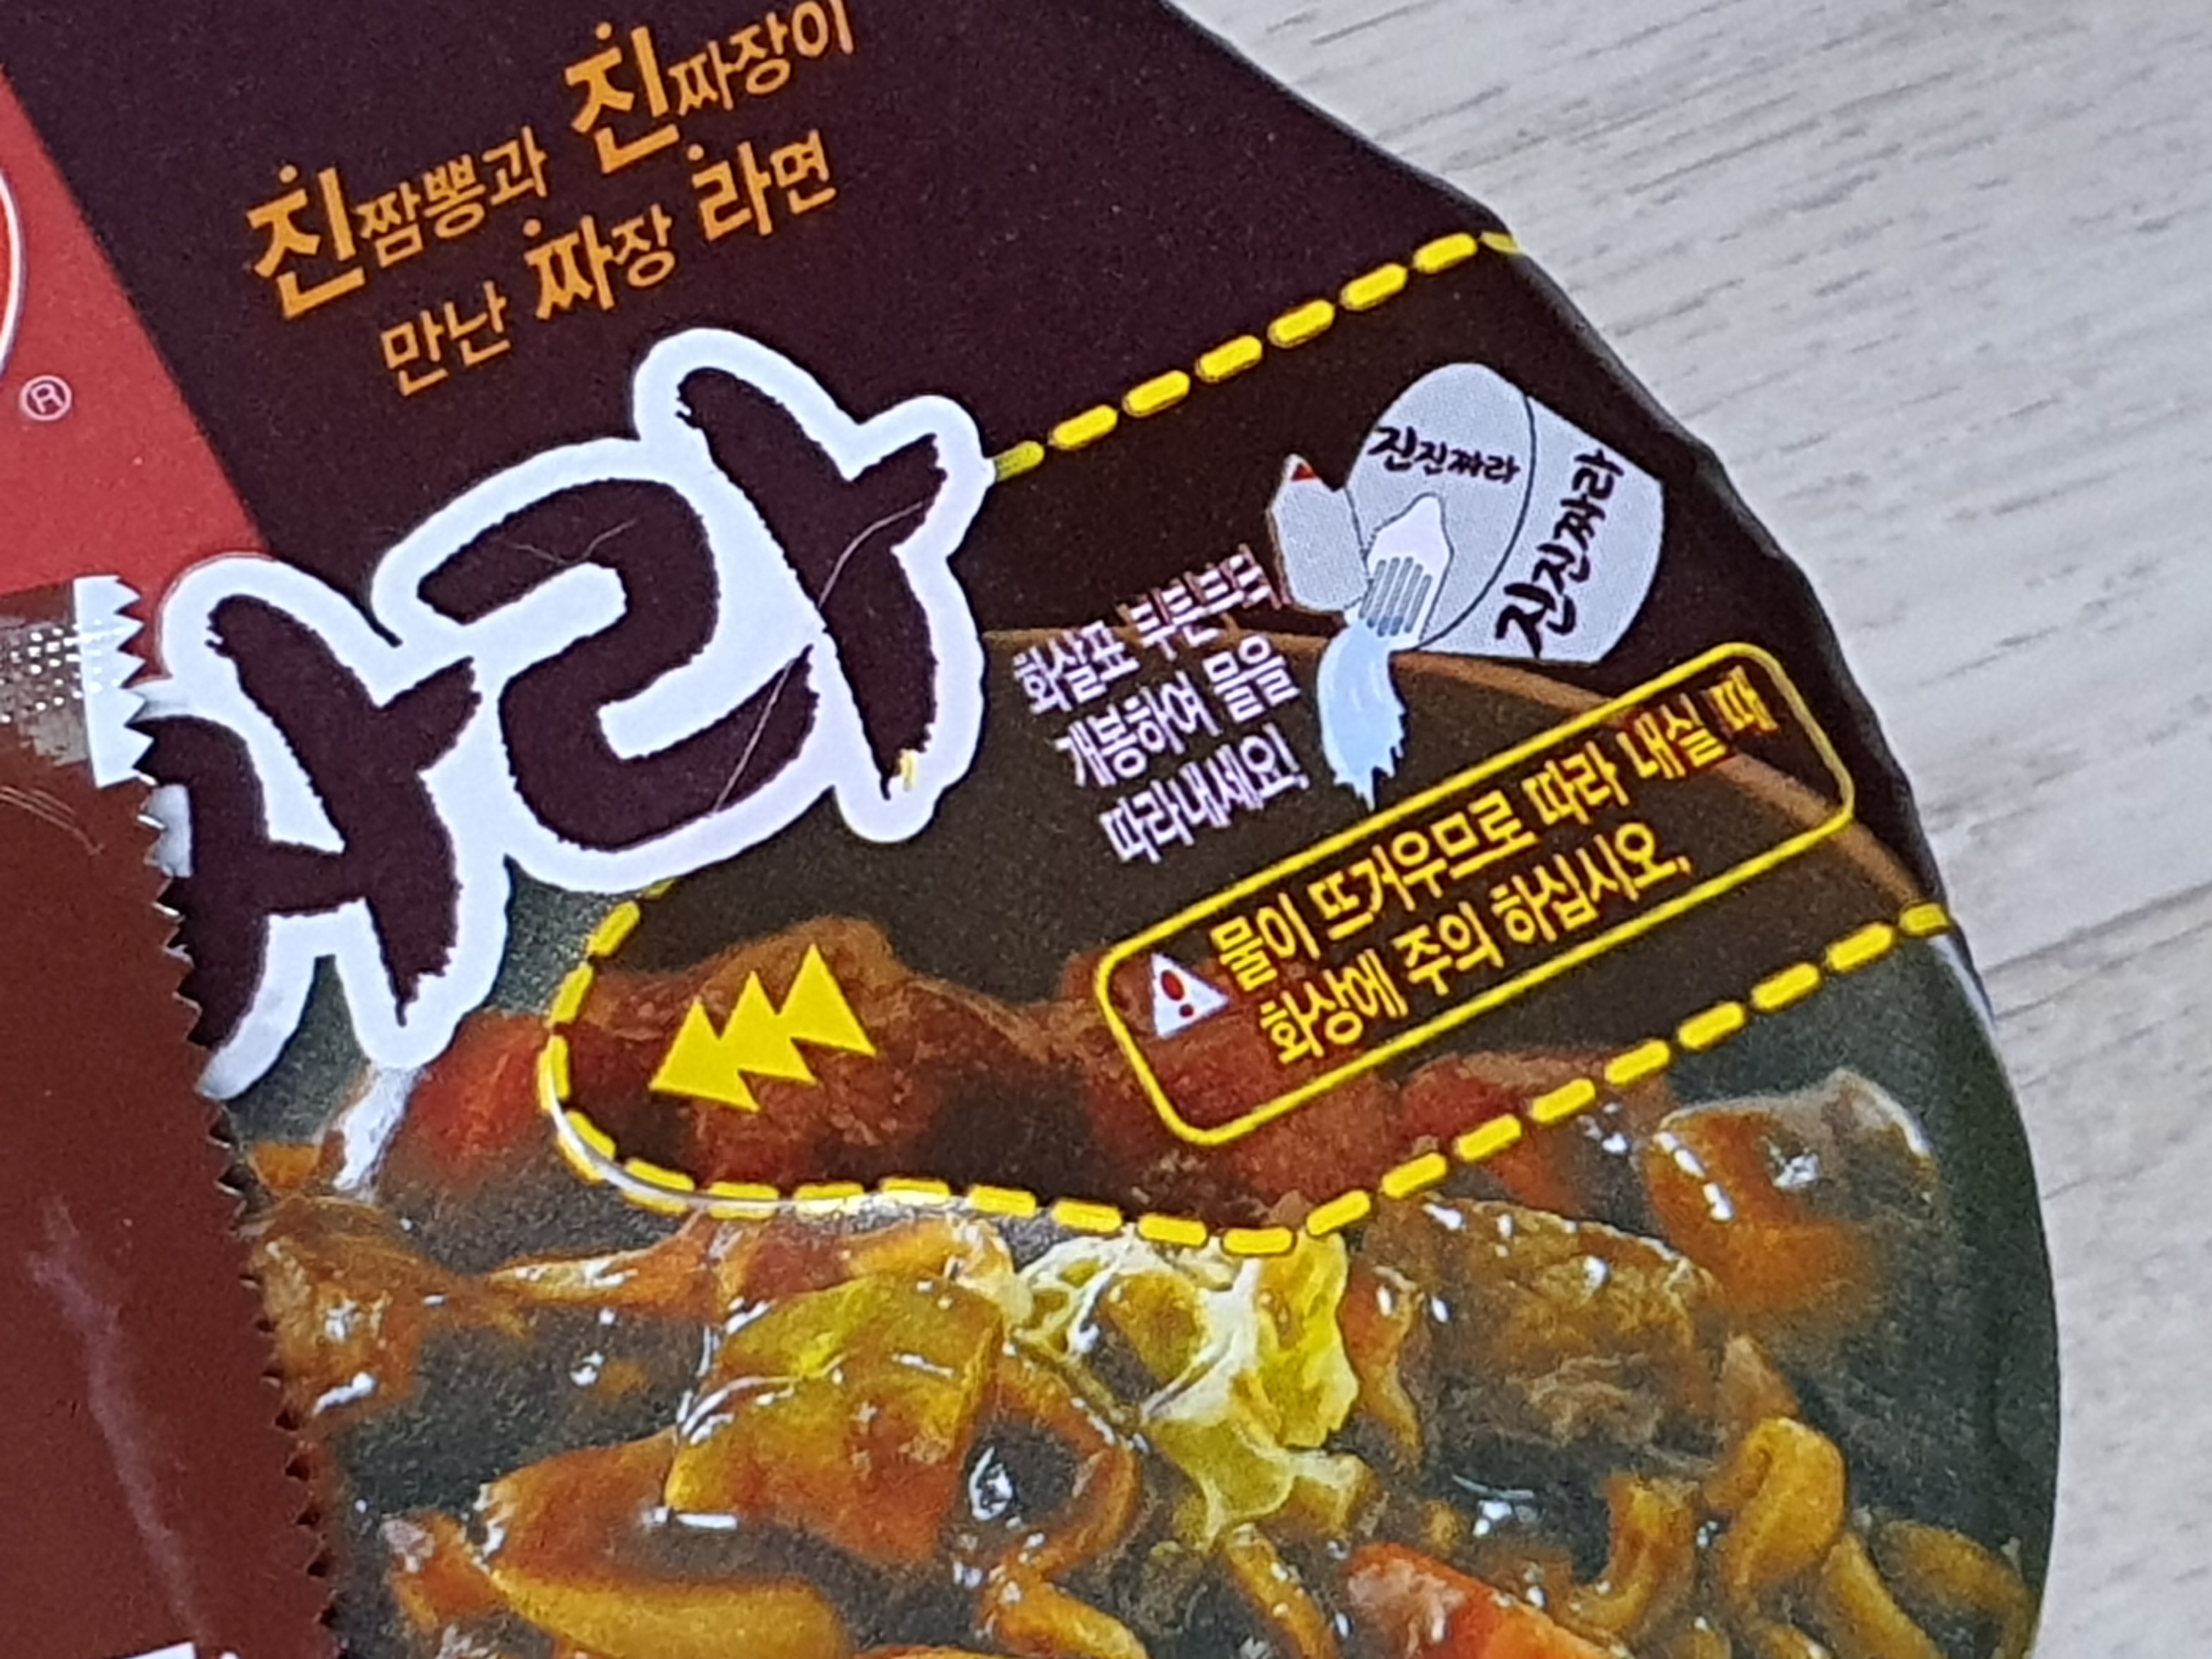 진짬뽕과 진짜장이
만난 짜장 라면
®
짜라
진진짜라
진진짜라
화살표 부분까지
개봉하여 물을
따라내세요!
물이 뜨거우므로 따라 내실 때
화상에 주의 하십시오.